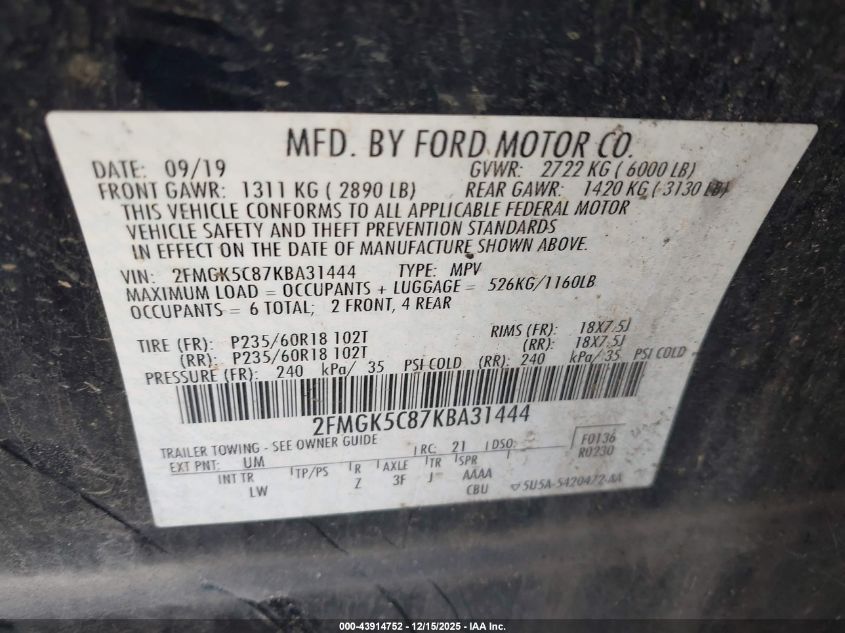 MFD. BY FORD MOTOR CO.
DATE: 09/19 GVWR: 2722 KG ( 6000 LB)
FRONT GAWR: 1311 KG ( 2890 LB) REAR GAWR: 1420 KG ( 3130 LB)
THIS VEHICLE CONFORMS TO ALL APPLICABLE FEDERAL MOTOR
VEHICLE SAFETY AND THEFT PREVENTION STANDARDS
IN EFFECT ON THE DATE OF MANUFACTURE SHOWN ABOVE.
VIN: 2FMGK5C87KBA31444 TYPE: MPV
MAXIMUM LOAD = OCCUPANTS + LUGGAGE = 526KG/1160LB
OCCUPANTS = 6 TOTAL; 2 FRONT, 4 REAR
TIRE (FR): P235/60R18 102T RIMS (FR): 18X7.5J
(RR): P235/60R18 102T (RR): 18X7.5J
PRESSURE (FR): 240 kPa/ 35 PSI COLD (RR): 240 kPa/ 35 PSI COLD
2FMGK5C87KBA31444
TRAILER TOWING - SEE OWNER GUIDE RC: 21 DSO: F0136
EXT PNT: UM R0230
INT TR TP/PS R AXLE TR SPR
LW Z 3F J AAAA
CBU 5U5A-5420472-AA
000-43914752 - 12/15/2025 - IAA Inc.